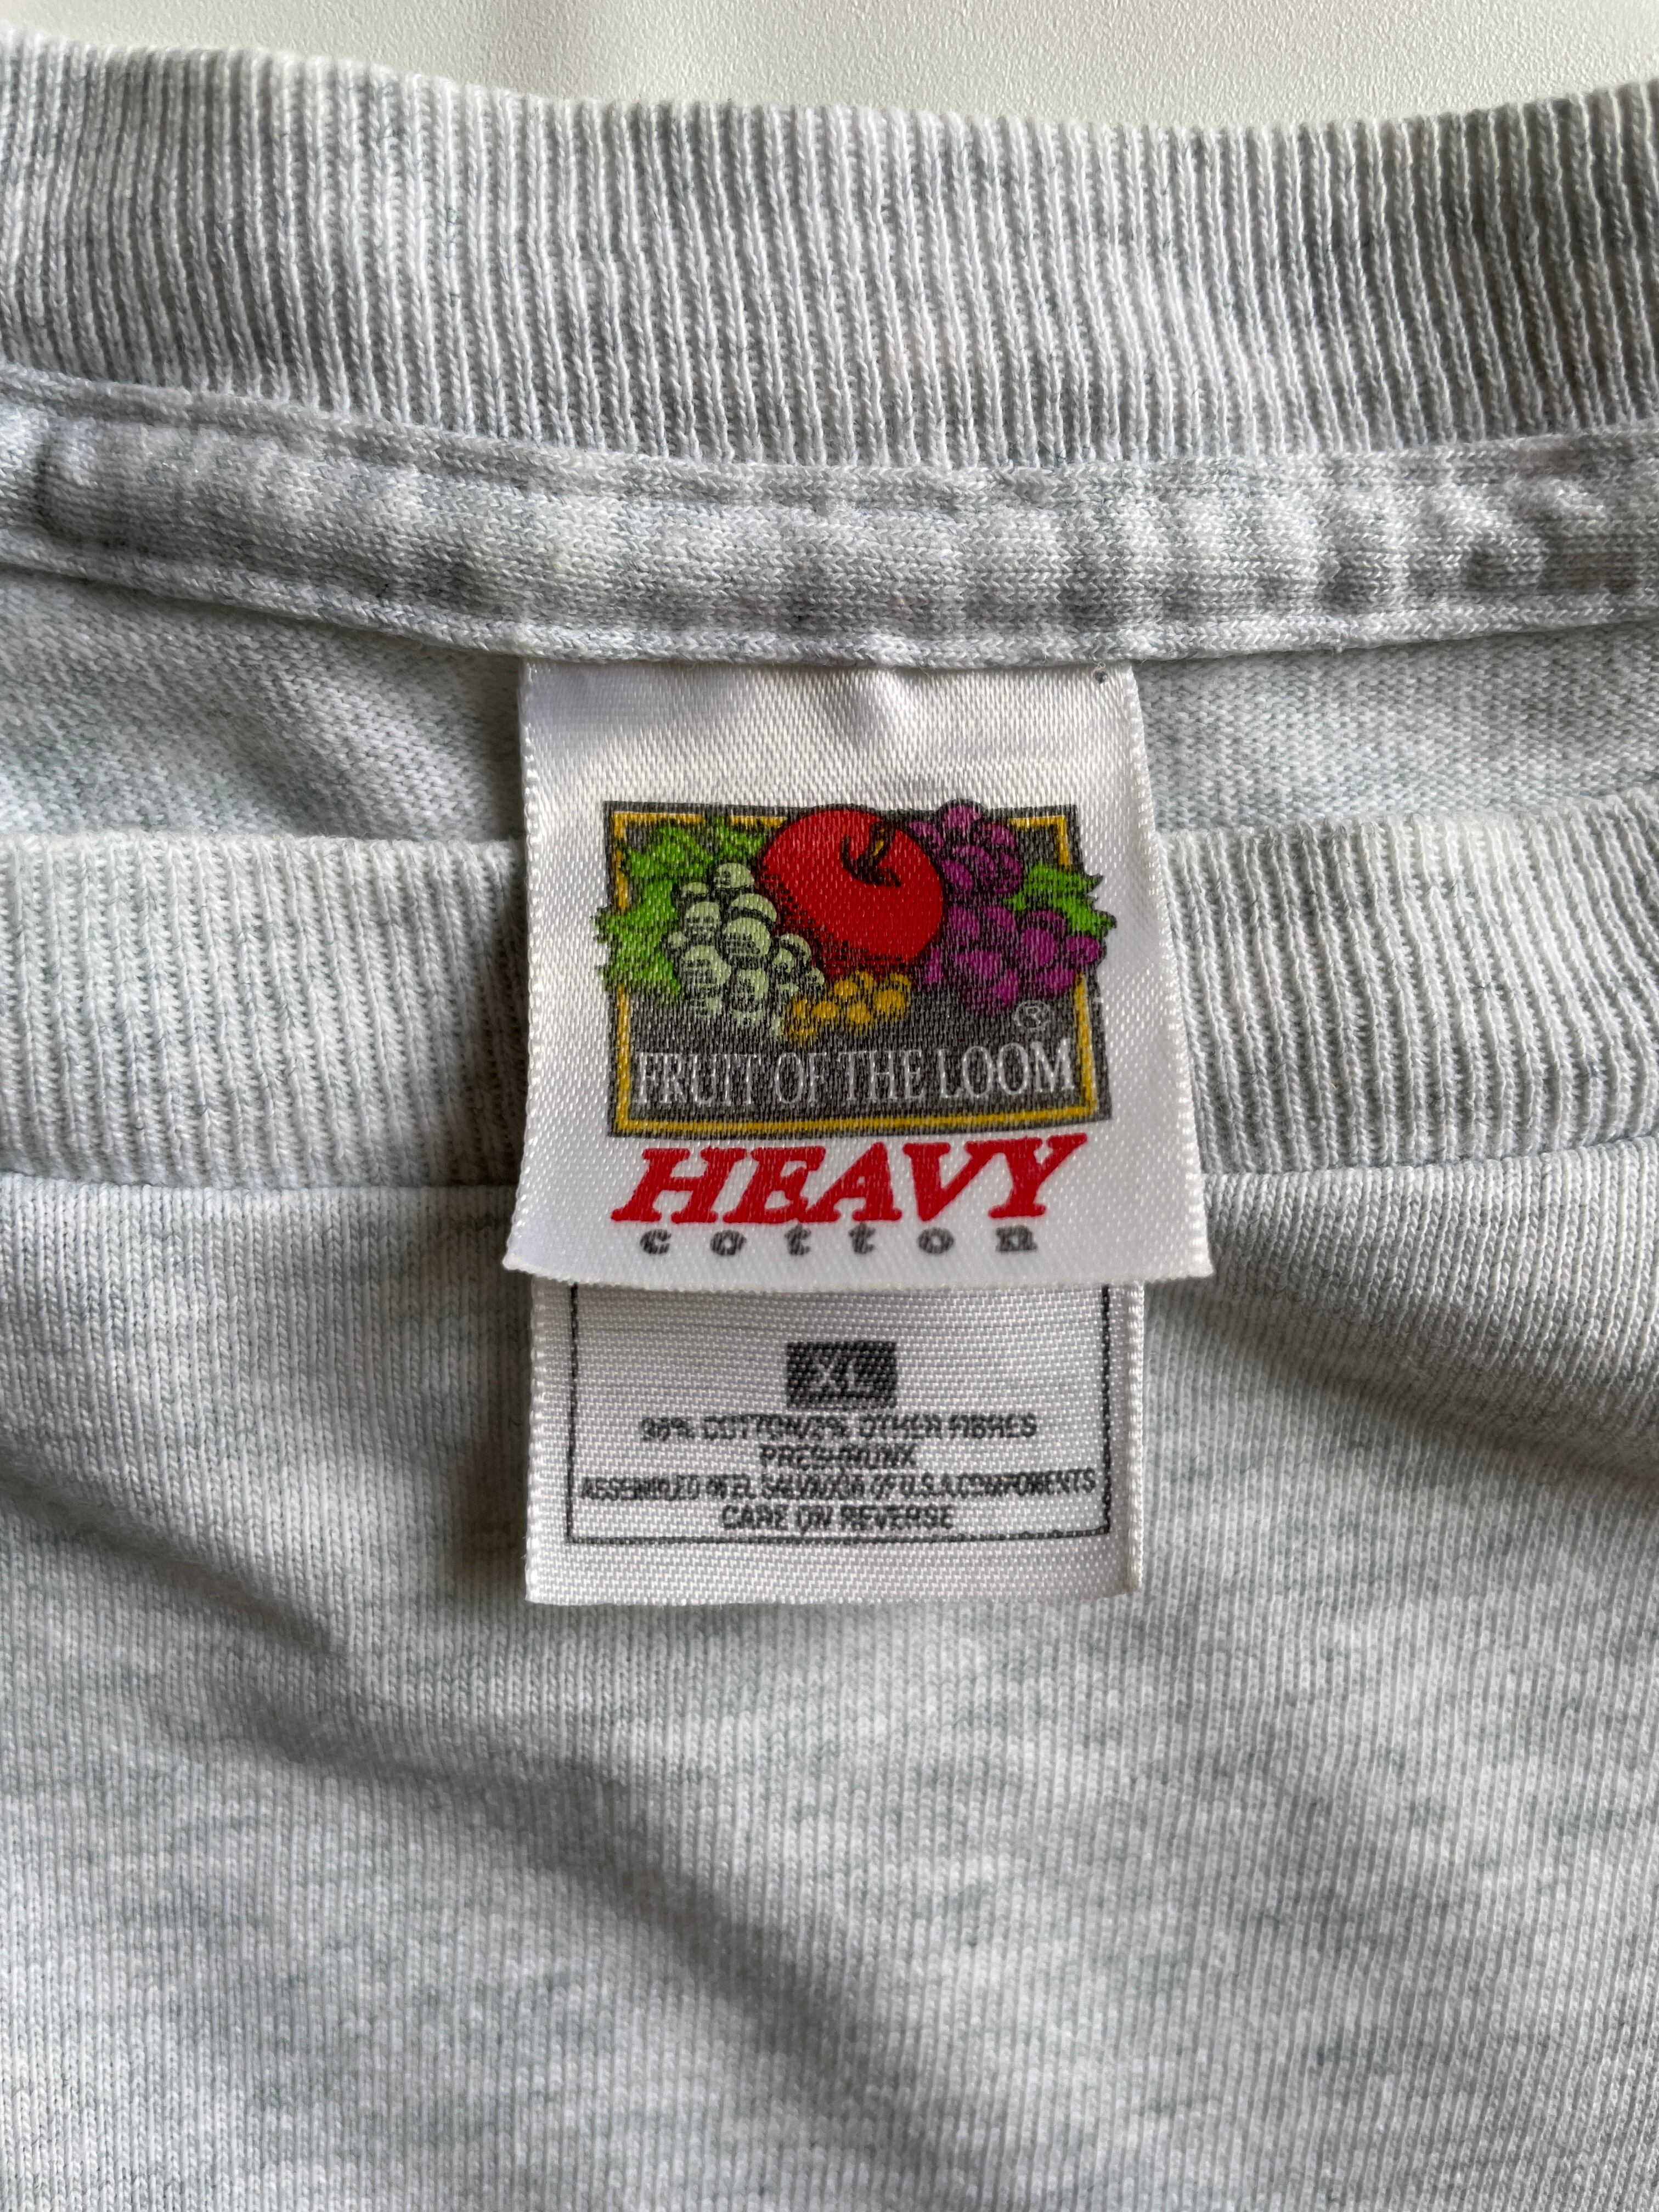 ®
FRUIT OF THE LOOM
HEAVY
cotton
XL
98% COTTON/2% OTHER FIBRES
PRESHRUNK
ASSEMBLED IN EL SALVADOR OF U.S.A. COMPONENTS
CARE ON REVERSE